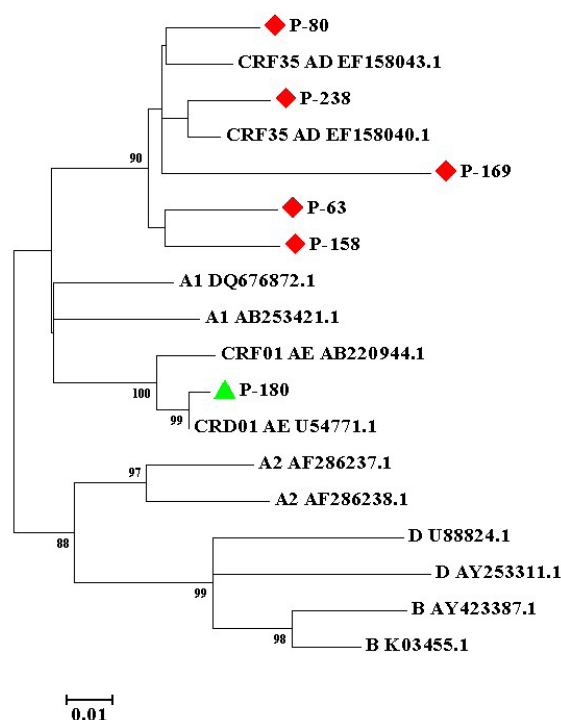 P-80
CRF35 AD EF158043.1
P-238
CRF35 AD EF158040.1
90
P-169
P-63
P-158
A1 DQ676872.1
A1 AB253421.1
CRF01 AE AB220944.1
100
P-180
99
CRD01 AE U54771.1
A2 AF286237.1
97
A2 AF286238.1
88
D U88824.1
D AY253311.1
99
B AY423387.1
98
B K03455.1
0.01